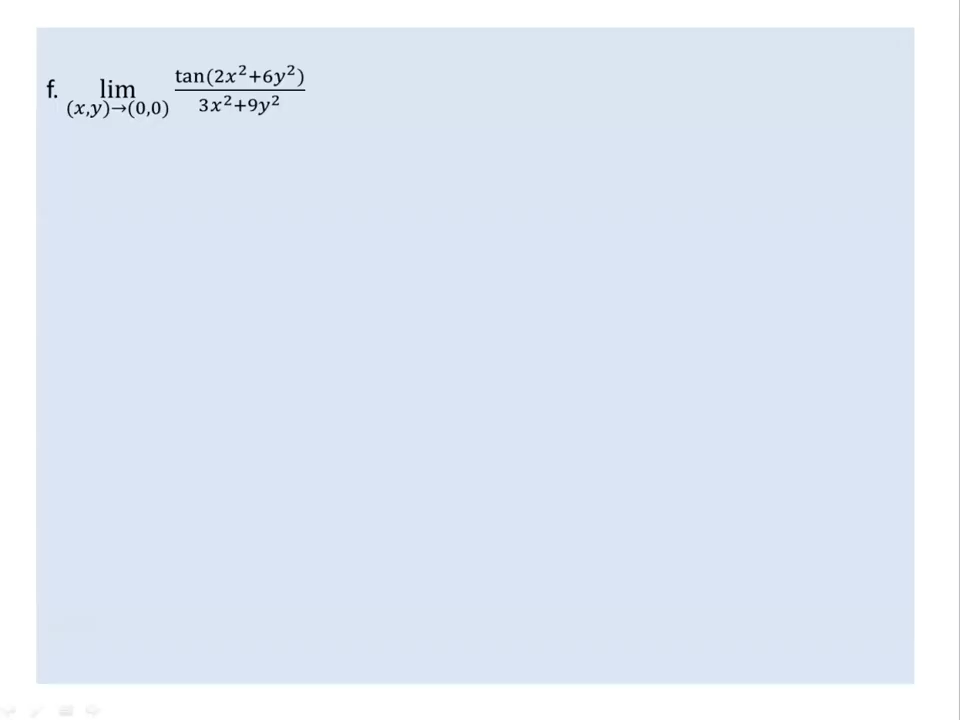 f. lim (x,y)→(0,0) tan(2x²+6y²) / 3x²+9y²